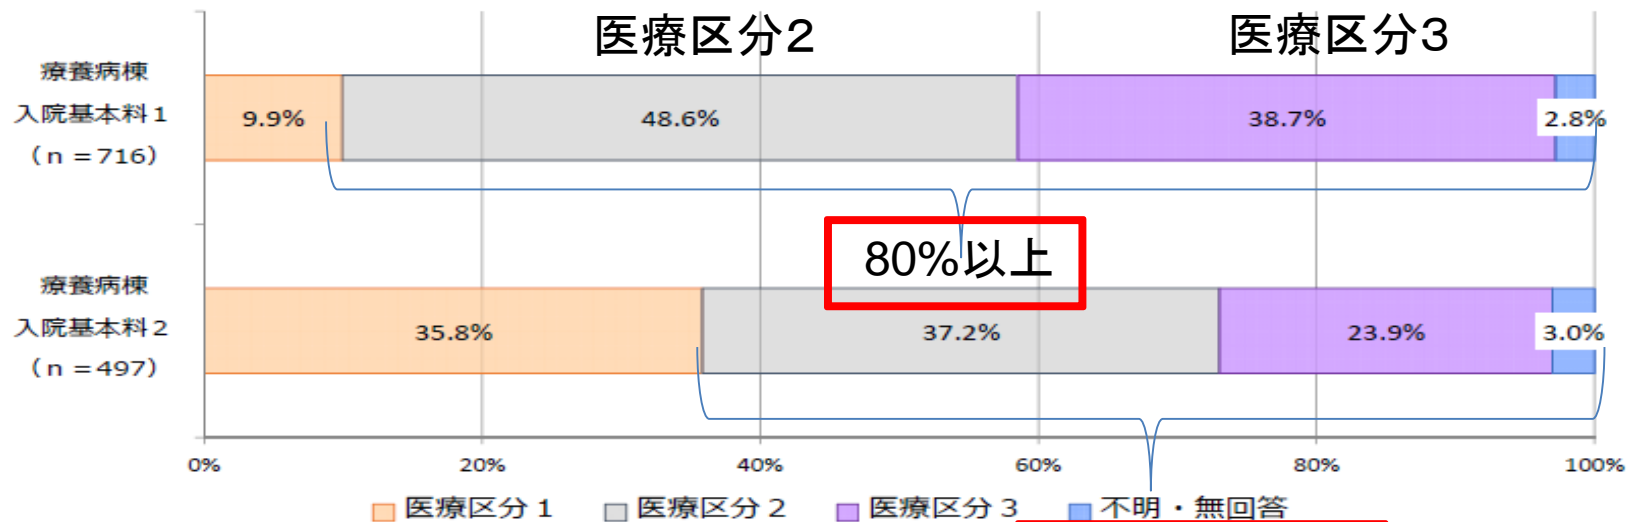 医療区分2 医療区分3
療養病棟
入院基本料1
(n=716)
9.9% 48.6% 38.7% 2.8%
80%以上
療養病棟
入院基本料2
(n=497)
35.8% 37.2% 23.9% 3.0%
0% 20% 40% 60% 80% 100%
医療区分1 医療区分2 医療区分3 不明・無回答